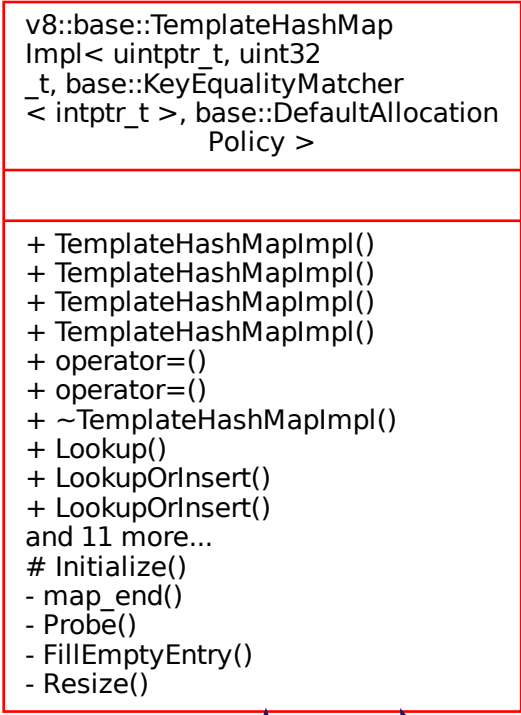 v8::base::TemplateHashMap
Impl< uintptr_t, uint32
_t, base::KeyEqualityMatcher
< intptr_t >, base::DefaultAllocation
Policy >
+ TemplateHashMapImpl()
+ TemplateHashMapImpl()
+ TemplateHashMapImpl()
+ TemplateHashMapImpl()
+ operator=()
+ operator=()
+ ~TemplateHashMapImpl()
+ Lookup()
+ LookupOrInsert()
+ LookupOrInsert()
and 11 more...
# Initialize()
- map_end()
- Probe()
- FillEmptyEntry()
- Resize()